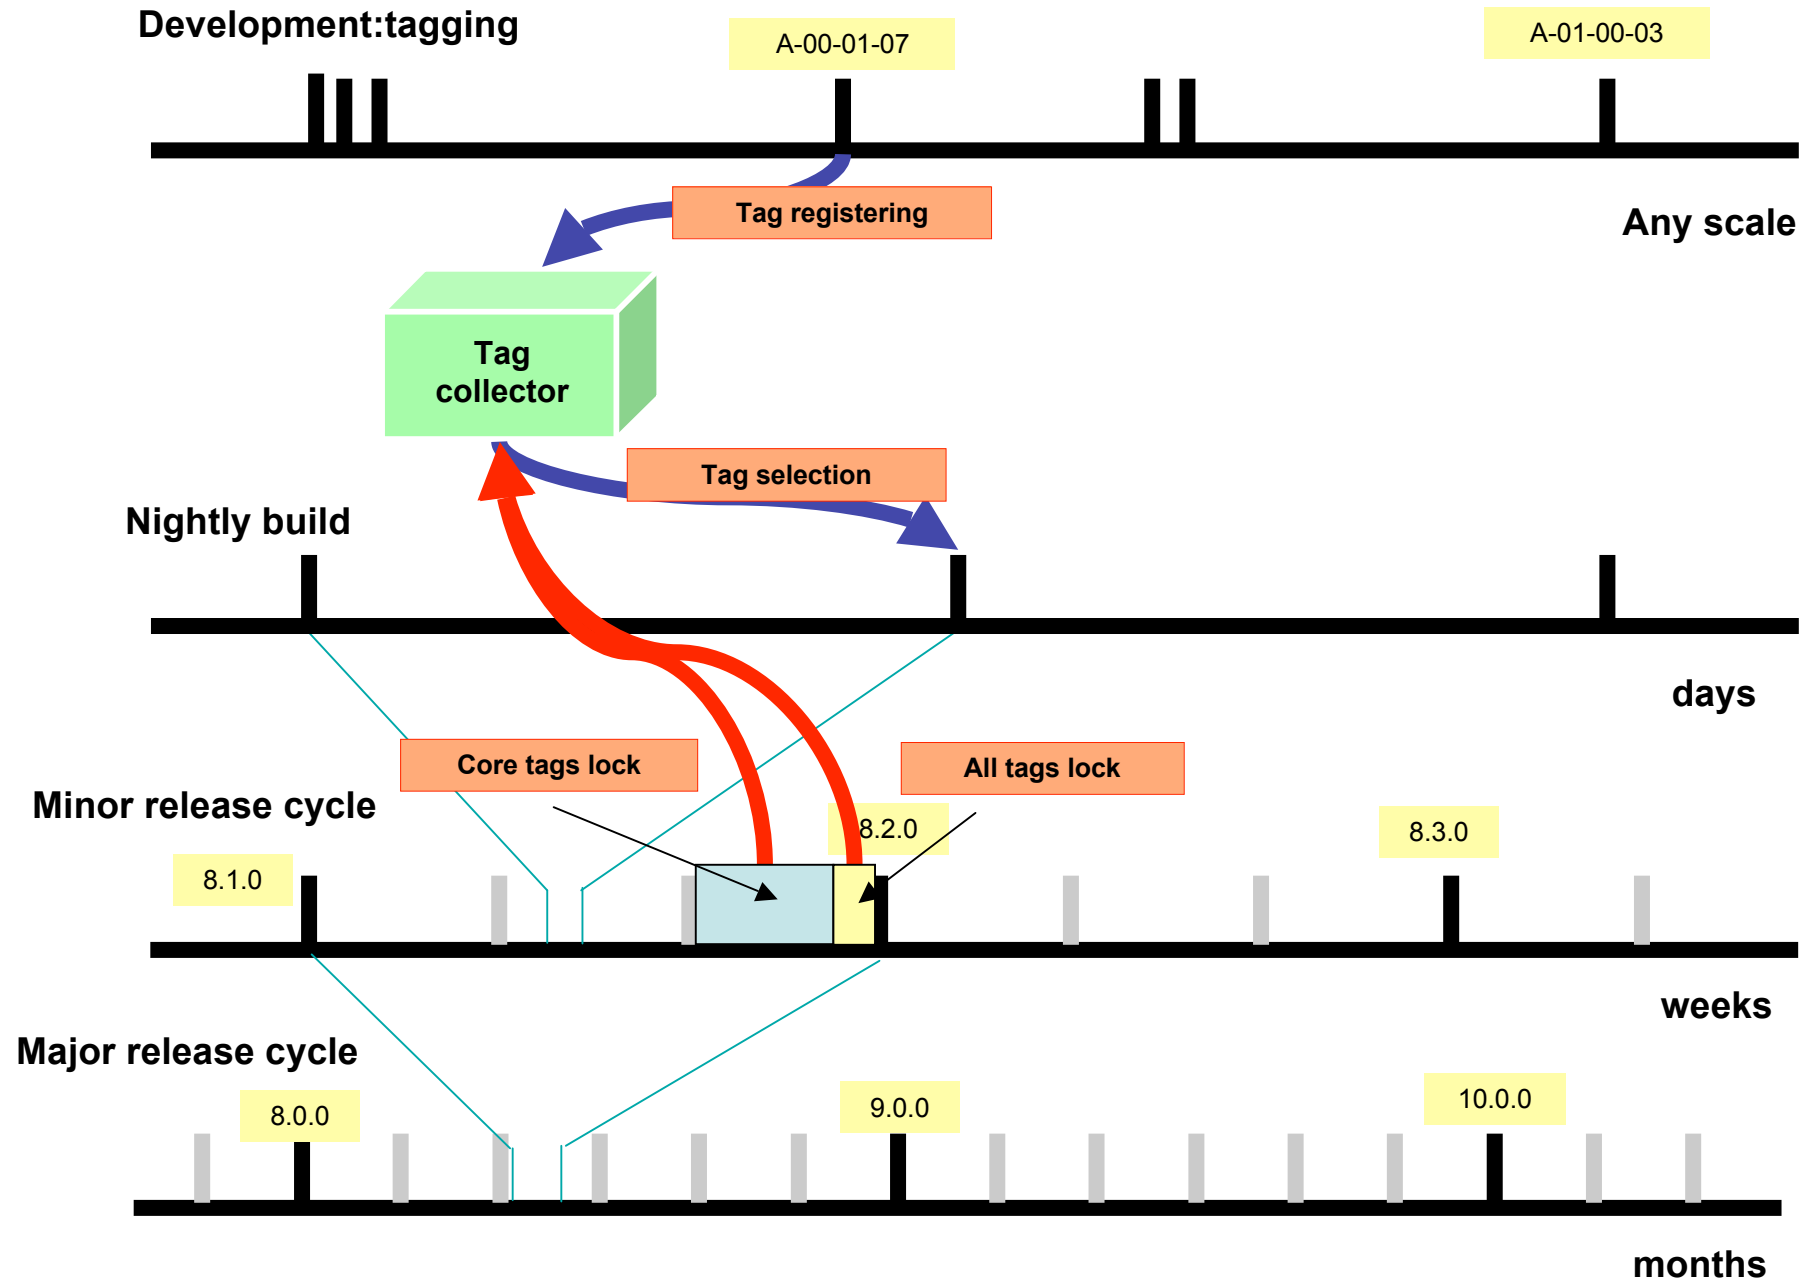 Development:tagging
A-00-01-07
A-01-00-03
Tag registering
Any scale
Tag
collector
Tag selection
Nightly build
days
Core tags lock
All tags lock
Minor release cycle
8.2.0
8.3.0
8.1.0
weeks
Major release cycle
8.0.0
9.0.0
10.0.0
months